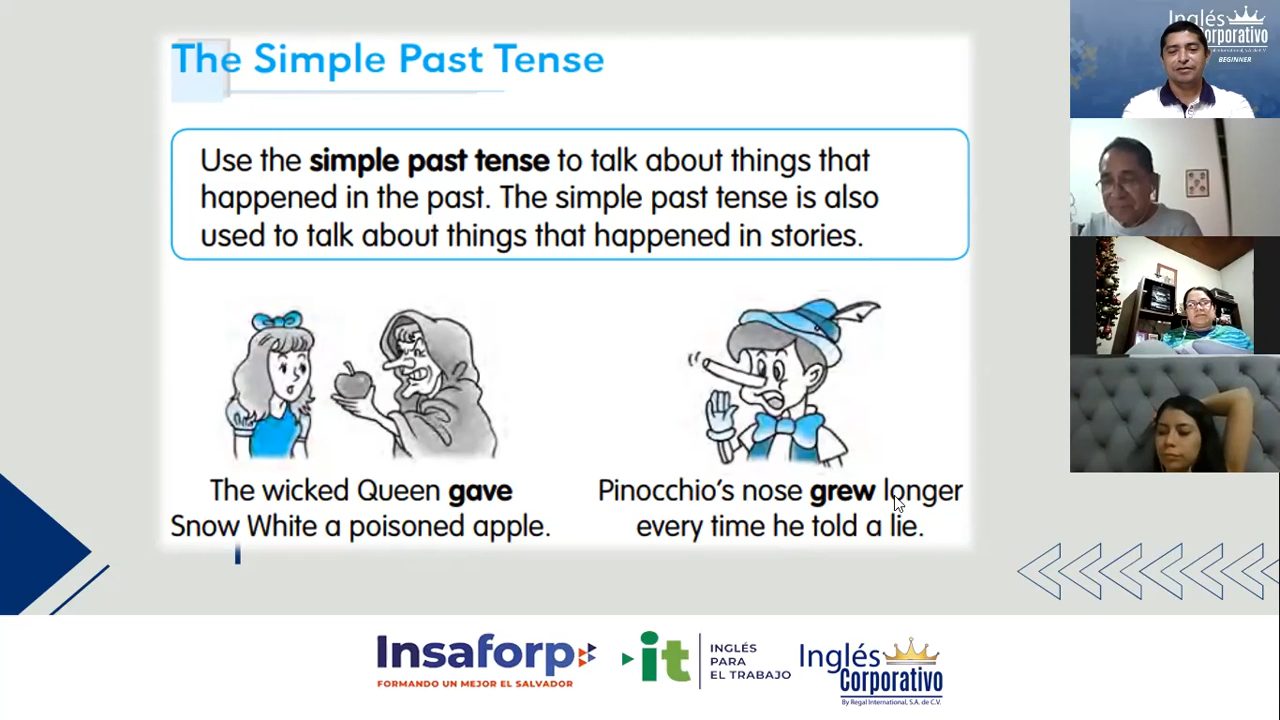 The Simple Past Tense
Use the simple past tense to talk about things that
happened in the past. The simple past tense is also
used to talk about things that happened in stories.
The wicked Queen gave
Snow White a poisoned apple.
Pinocchio's nose grew longer
every time he told a lie.
Insaforp
FORMANDO UN MEJOR EL SALVADOR
it
INGLÉS
PARA
EL TRABAJO
Inglés
Corporativo
By Regal International, S.A. de C.V.
Inglés
BEGINNER